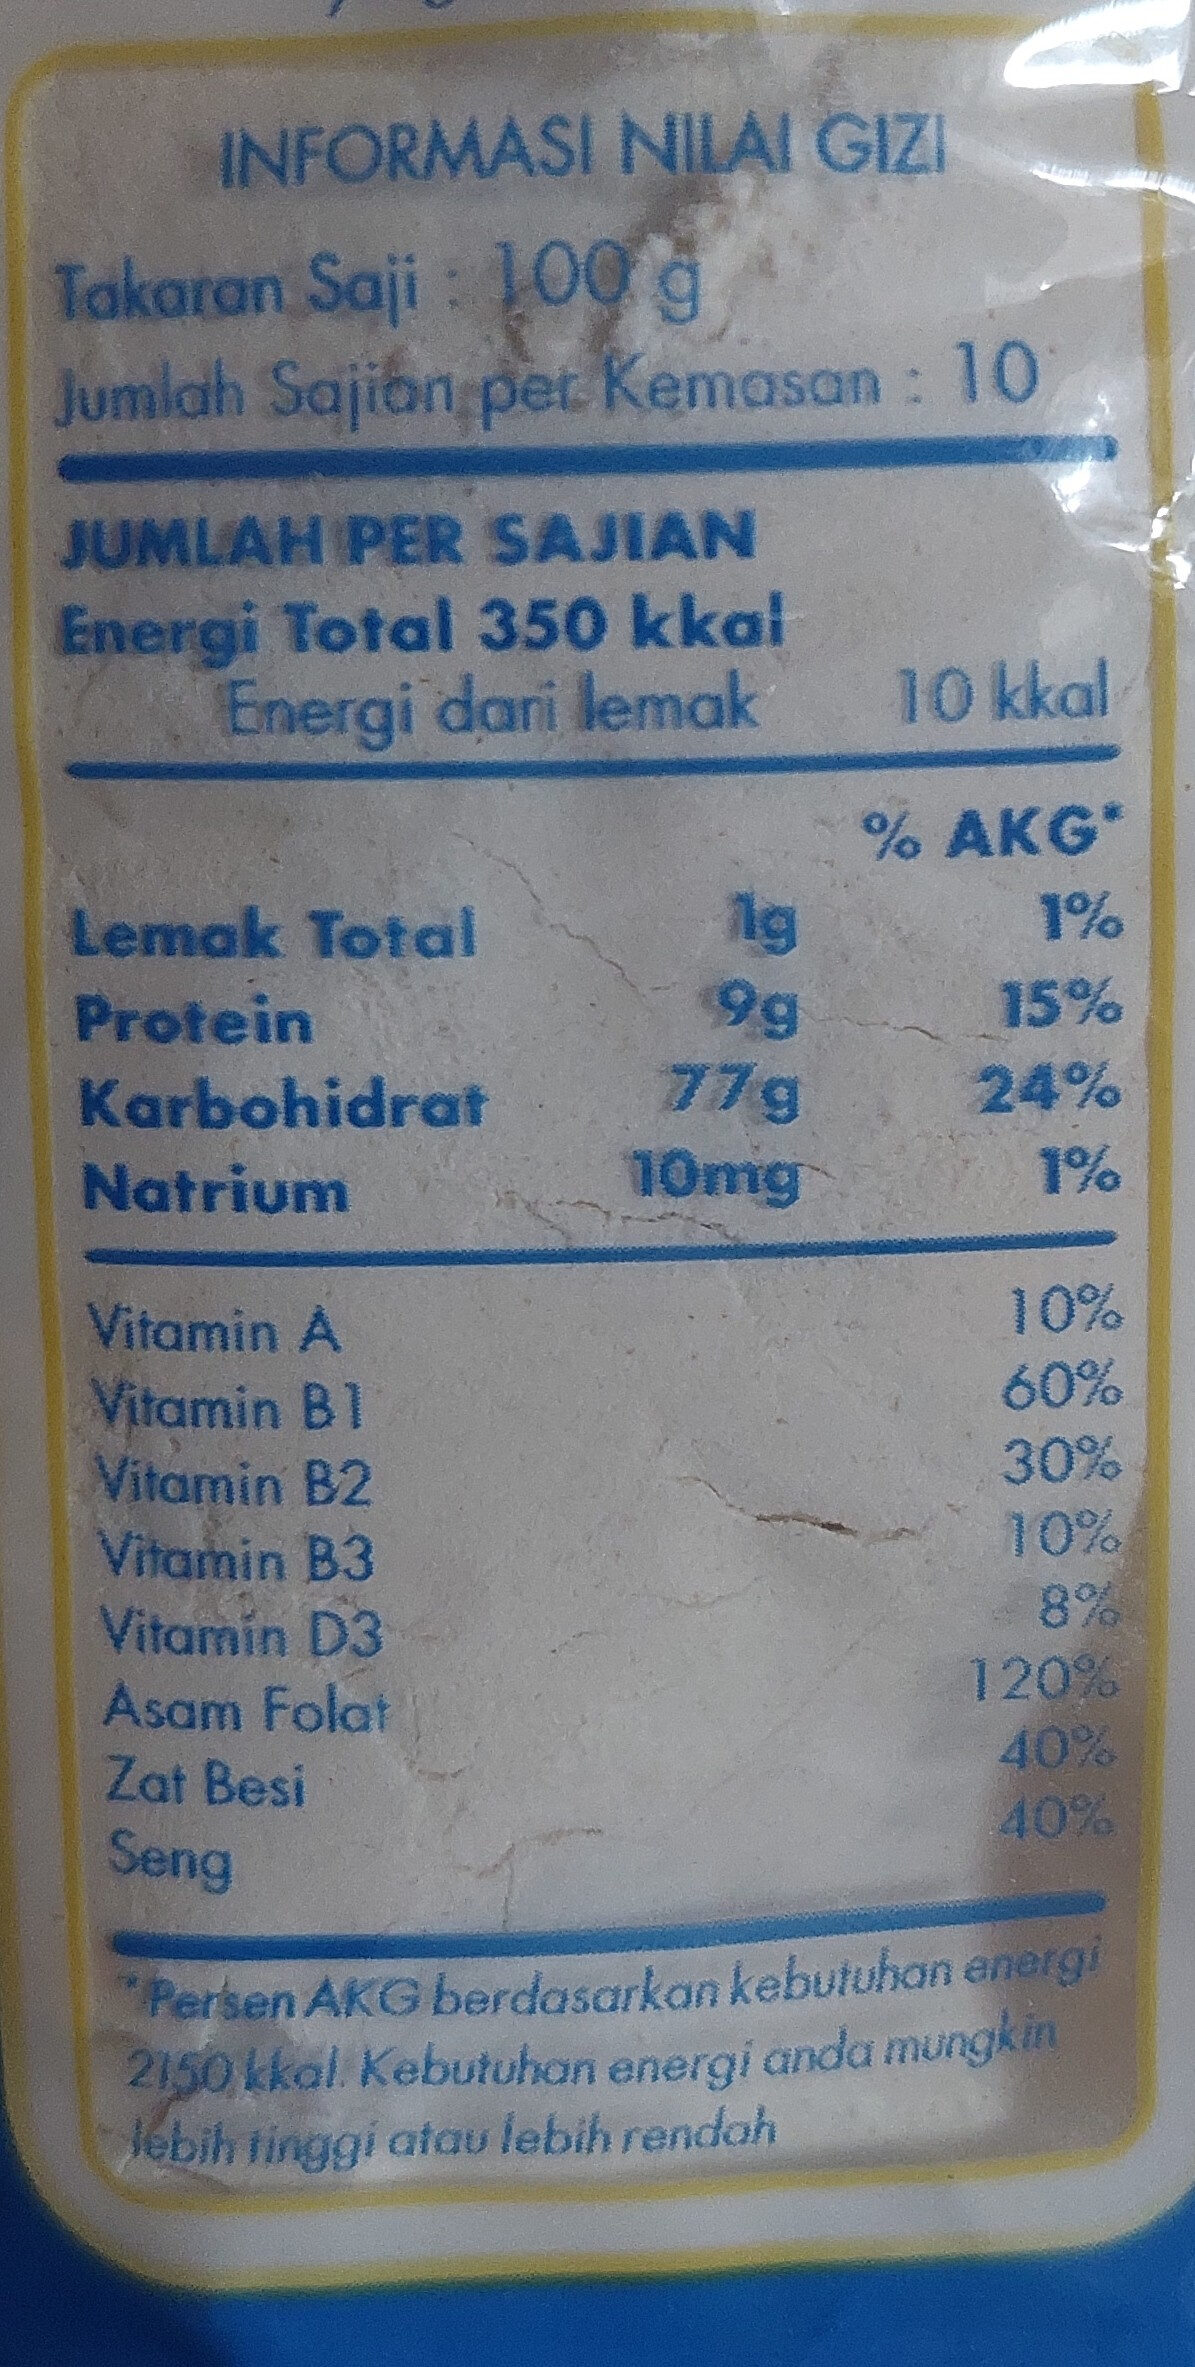 INFORMASI NILAI GIZI
Takaran Saji : 100 g
Jumlah Sajian per Kemasan : 10
JUMLAH PER SAJIAN
Energi Total 350 kkal
Energi dari lemak 10 kkal
% AKG*
Lemak Total 1g 1%
Protein 9g 15%
Karbohidrat 77g 24%
Natrium 10mg 1%
Vitamin A 10%
Vitamin B1 60%
Vitamin B2 30%
Vitamin B3 10%
Vitamin D3 8%
Asam Folat 120%
Zat Besi 40%
Seng 40%
*Persen AKG berdasarkan kebutuhan energi
2150 kkal. Kebutuhan energi anda mungkin
lebih tinggi atau lebih rendah